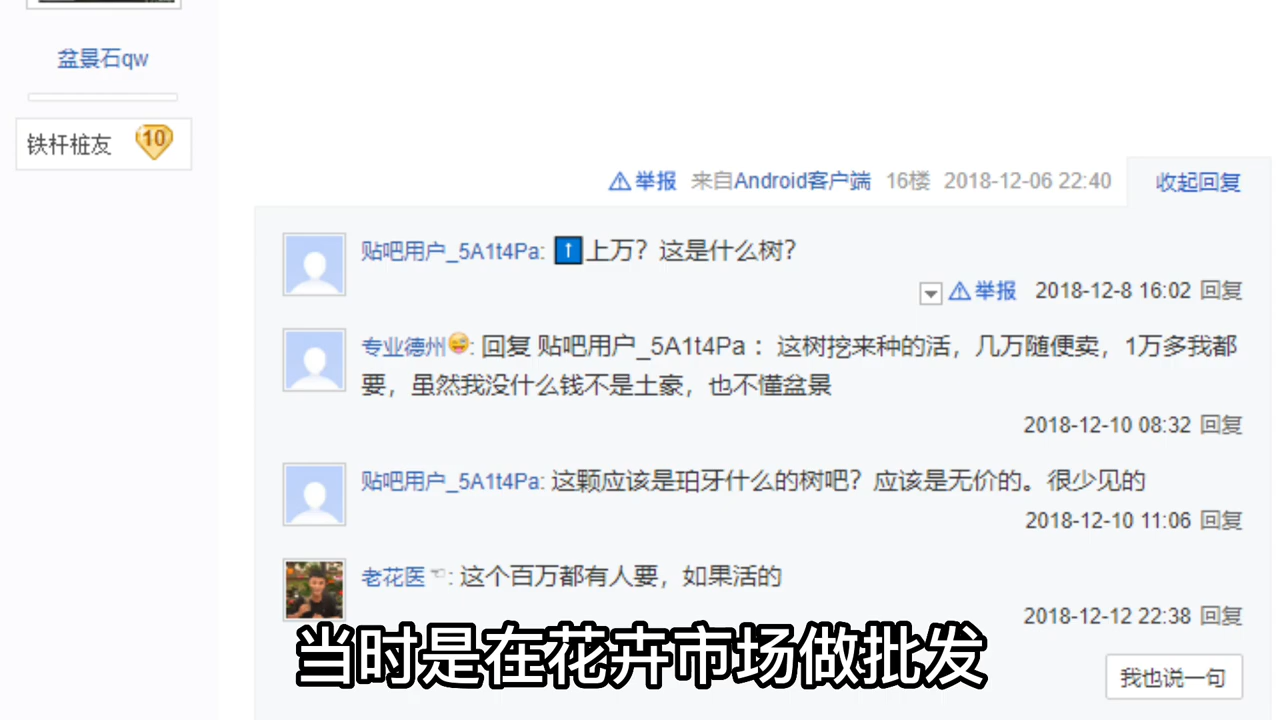 盆景石qw
铁杆桩友 10
举报 来自Android客户端 16楼 2018-12-06 22:40 收起回复
贴吧用户_5A1t4Pa: ↑上万？这是什么树？
举报 2018-12-8 16:02 回复
专业德州😄: 回复 贴吧用户_5A1t4Pa ：这树挖来种的活，几万随便卖，1万多我都
要，虽然我没什么钱不是土豪，也不懂盆景
2018-12-10 08:32 回复
贴吧用户_5A1t4Pa: 这颗应该是珀牙什么的树吧？应该是无价的。很少见的
2018-12-10 11:06 回复
老花医☜: 这个百万都有人要，如果活的
2018-12-12 22:38 回复
当时是在花卉市场做批发
我也说一句